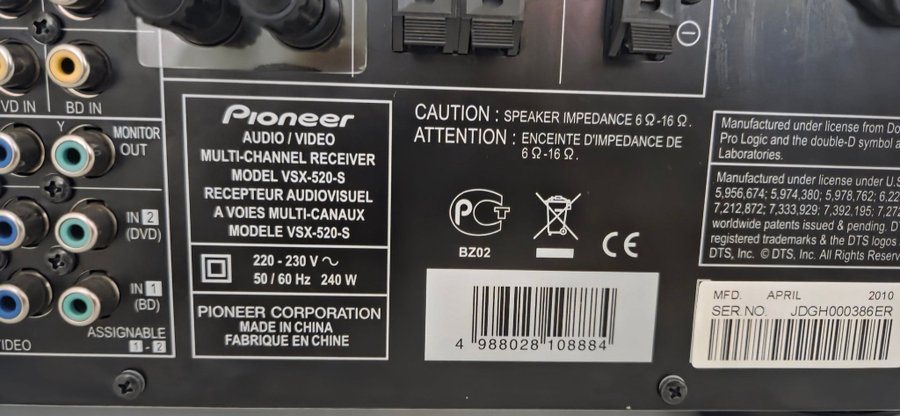 VD IN
BD IN
Y
MONITOR
OUT
IN 2
(DVD)
IN 1
(BD)
ASSIGNABLE
1 - 2
VIDEO
Pioneer
AUDIO / VIDEO
MULTI-CHANNEL RECEIVER
MODEL VSX-520-S
RECEPTEUR AUDIOVISUEL
A VOIES MULTI-CANAUX
MODELE VSX-520-S
220 - 230 V ~
50 / 60 Hz 240 W
PIONEER CORPORATION
MADE IN CHINA
FABRIQUE EN CHINE
CAUTION : SPEAKER IMPEDANCE 6 Ω -16 Ω .
ATTENTION : ENCEINTE D'IMPEDANCE DE
6 Ω -16 Ω .
РСТ
BZ02
CE
4 988028 108884
Manufactured under license from Do
Pro Logic and the double-D symbol a
Laboratories.
Manufactured under license under U.S
5,956,674; 5,974,380; 5,978,762; 6,22
7,212,872; 7,333,929; 7,392,195; 7,272
worldwide patents issued & pending. DT
registered trademarks & the DTS logos
DTS, Inc. © DTS, Inc. All Rights Reserv
MFD. APRIL 2010
SER NO. JDGH000386ER